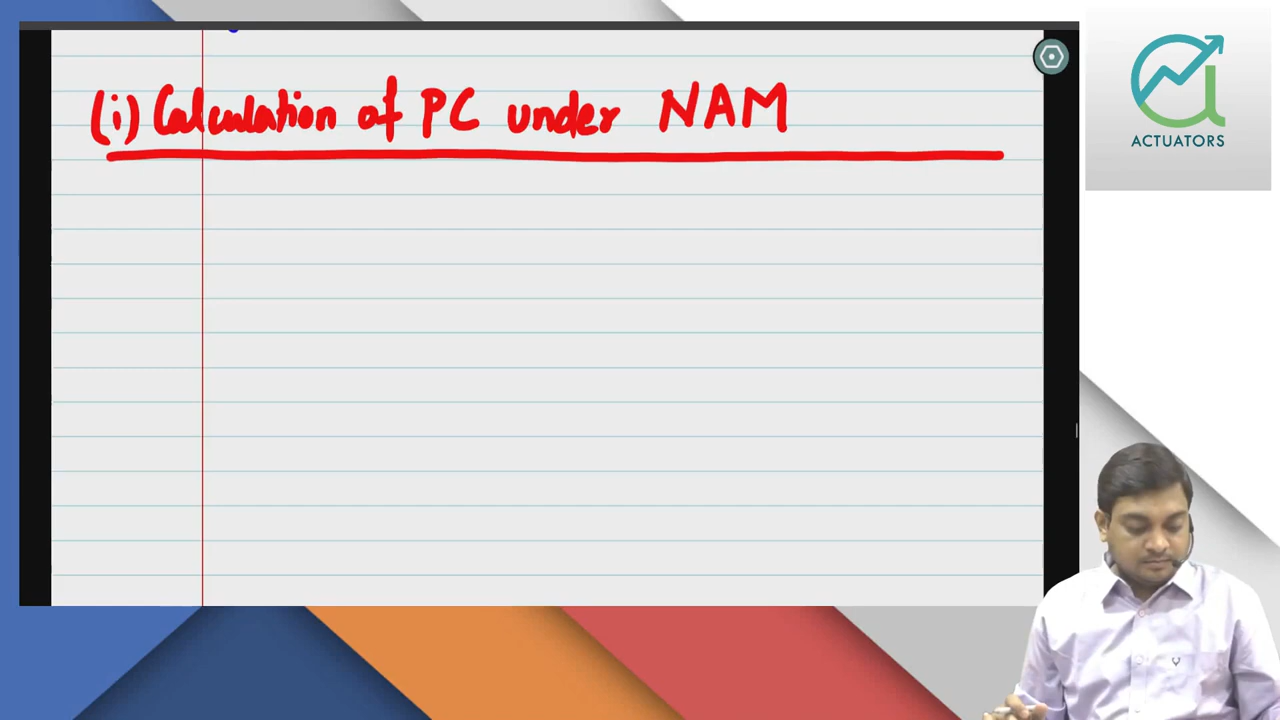 (i) Calculation of PC under NAM
ACTUATORS